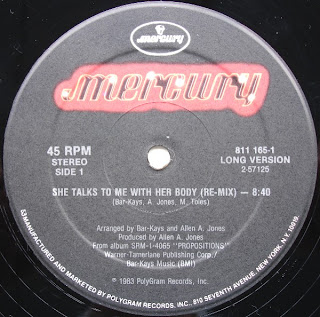 mercury
mercury
45 RPM
STEREO
SIDE 1
811 165-1
LONG VERSION
2-57125
SHE TALKS TO ME WITH HER BODY (RE-MIX) — 8:40
(Bar-Kays, A. Jones, M. Toles)
Arranged by Bar-Kays and Allen A. Jones
Produced by Allen A. Jones
From album SRM-1-4065 "PROPOSITIONS"
Warner-Tamerlane Publishing Corp./
Bar-Kays Music (BMI)
℗ 1983 PolyGram Records, Inc.
53 MANUFACTURED AND MARKETED BY POLYGRAM RECORDS, INC... 810 SEVENTH AVENUE, NEW YORK, N.Y. 10019.